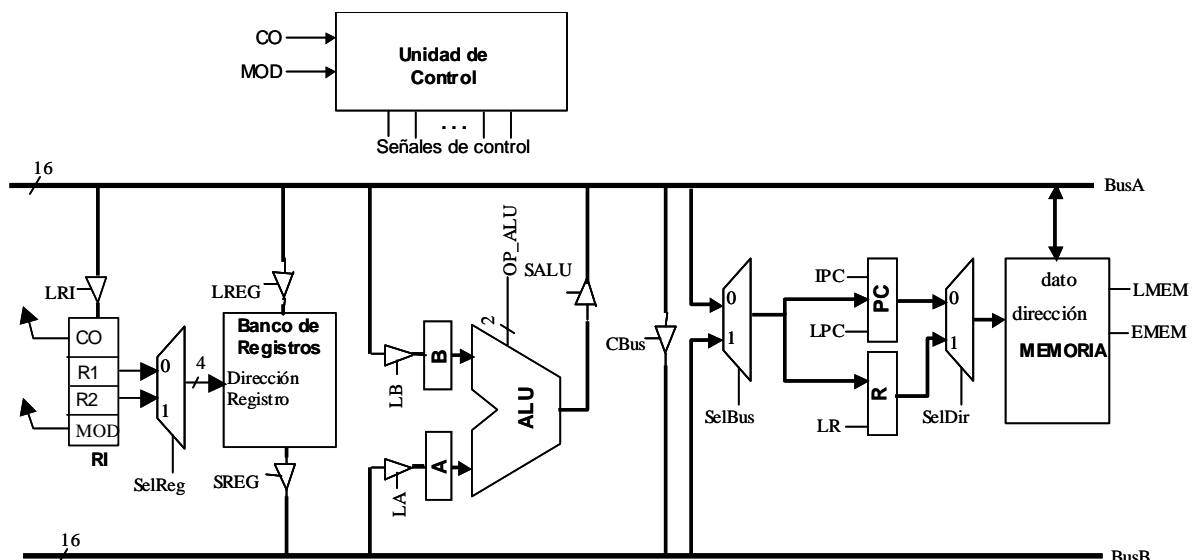 CO
MOD
Unidad de
Control
...
Señales de control
16
BusA
LRI
LREG
OP_ALU
SALU
2
CO
R1
R2
MOD
RI
0
1
4
SelReg
Banco de
Registros
Dirección
Registro
SREG
B
LB
A
LA
ALU
CBus
0
1
SelBus
IPC
PC
LPC
R
LR
0
1
SelDir
dato
dirección
MEMORIA
LMEM
EMEM
16
BusB